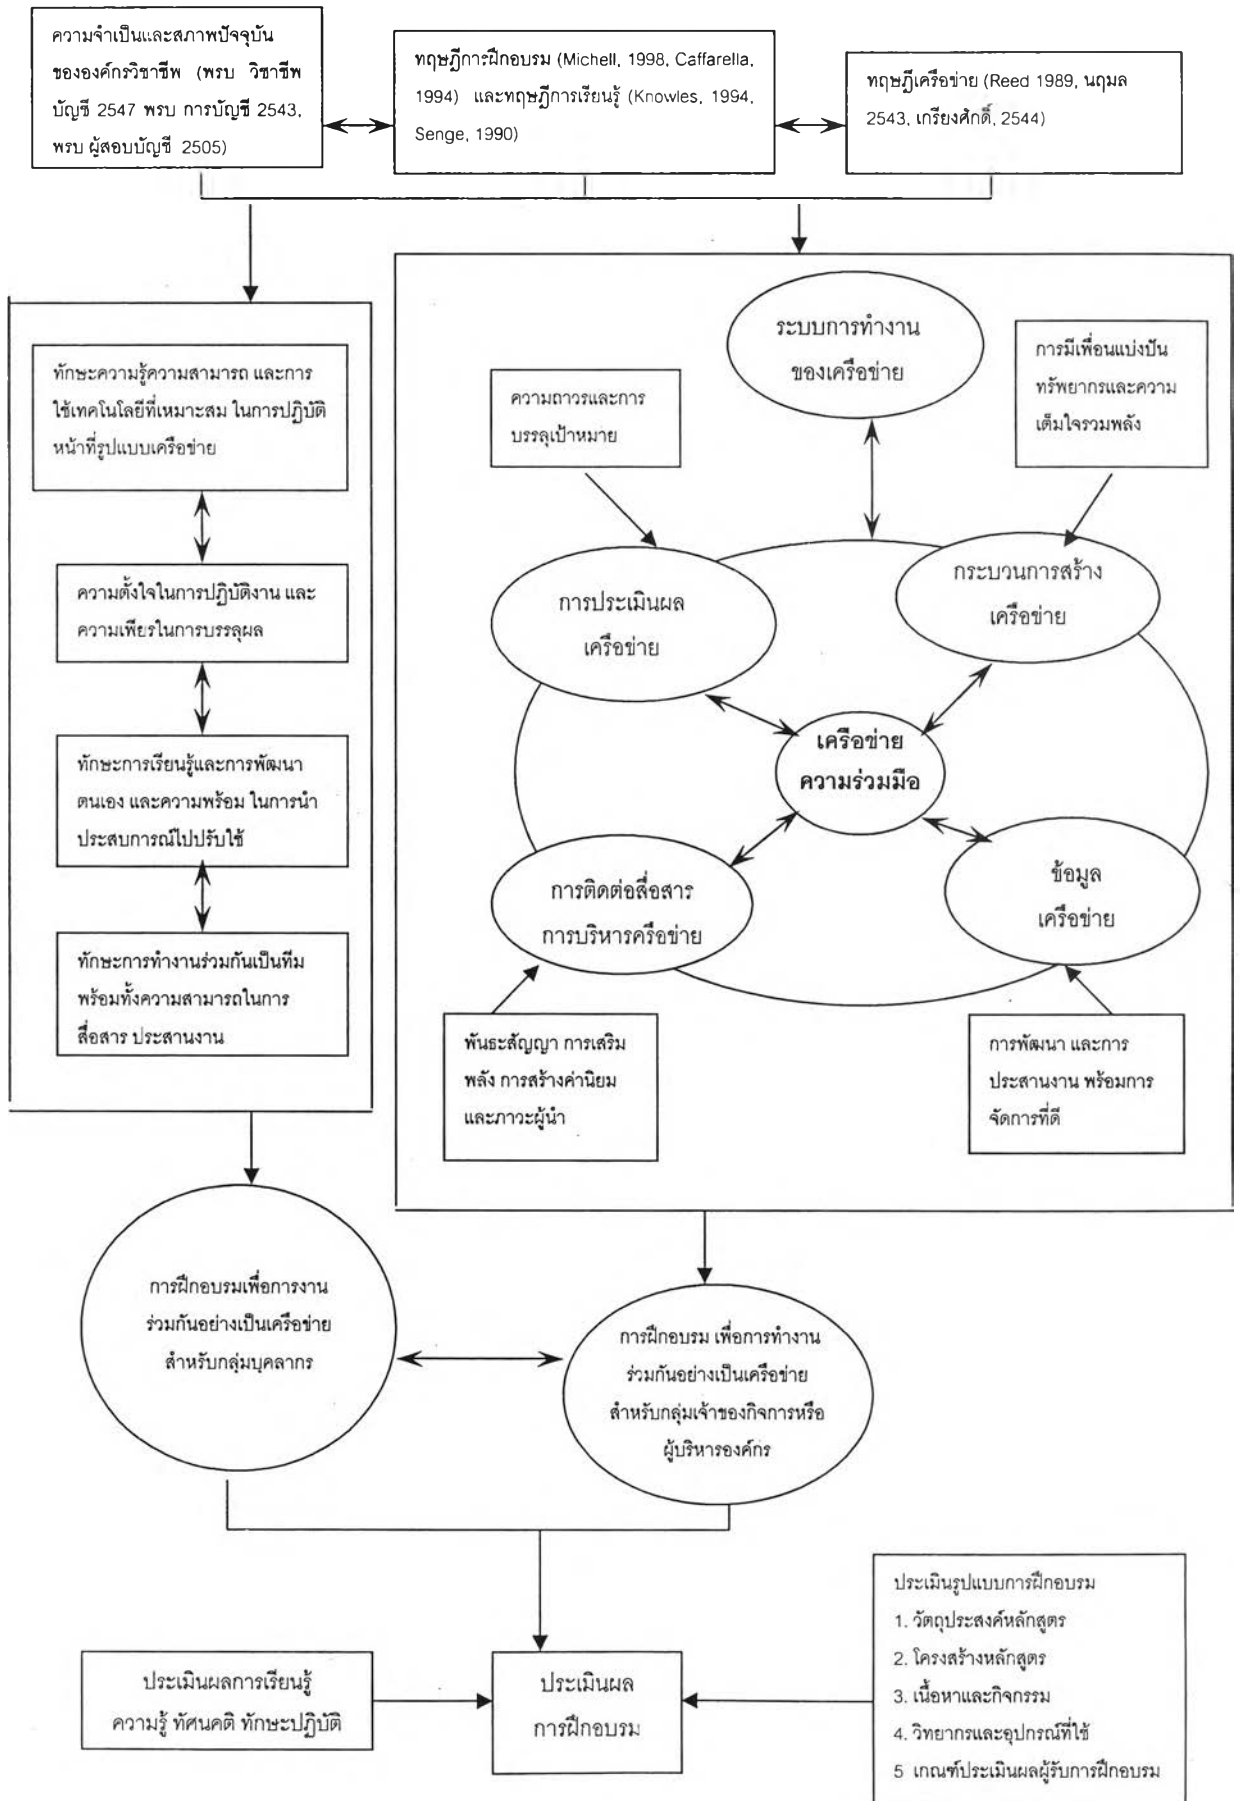 ความจำเป็นและสภาพปัจจุบัน
ขององค์กรวิชาชีพ (พรบ วิชาชีพ
บัญชี 2547 พรบ การบัญชี 2543,
พรบ ผู้สอบบัญชี 2505)
ทฤษฎีการฝึกอบรม (Michell, 1998, Caffarella,
1994) และทฤษฎีการเรียนรู้ (Knowles, 1994,
Senge, 1990)
ทฤษฎีเครือข่าย (Reed 1989, นฤมล
2543, เกรียงศักดิ์, 2544)
ทักษะความรู้ความสามารถ และการ
ใช้เทคโนโลยีที่เหมาะสม ในการปฏิบัติ
หน้าที่รูปแบบเครือข่าย
ความตั้งใจในการปฏิบัติงาน และ
ความเพียรในการบรรลุผล
ทักษะการเรียนรู้และการพัฒนา
ตนเอง และความพร้อม ในการนำ
ประสบการณ์ไปปรับใช้
ทักษะการทำงานร่วมกันเป็นทีม
พร้อมทั้งความสามารถในการ
สื่อสาร ประสานงาน
ระบบการทำงาน
ของเครือข่าย
ความถาวรและการ
บรรลุเป้าหมาย
การมีเพื่อนแบ่งปัน
ทรัพยากรและความ
เต็มใจรวมพลัง
การประเมินผล
เครือข่าย
กระบวนการสร้าง
เครือข่าย
เครือข่าย
ความร่วมมือ
การติดต่อสื่อสาร
การบริหารครือข่าย
ข้อมูล
เครือข่าย
พันธะสัญญา การเสริม
พลัง การสร้างค่านิยม
และภาวะผู้นำ
การพัฒนา และการ
ประสานงาน พร้อมการ
จัดการที่ดี
การฝึกอบรมเพื่อการงาน
ร่วมกันอย่างเป็นเครือข่าย
สำหรับกลุ่มบุคลากร
การฝึกอบรม เพื่อการทำงาน
ร่วมกันอย่างเป็นเครือข่าย
สำหรับกลุ่มเจ้าของกิจการหรือ
ผู้บริหารองค์กร
ประเมินผลการเรียนรู้
ความรู้ ทัศนคติ ทักษะปฏิบัติ
ประเมินผล
การฝึกอบรม
ประเมินรูปแบบการฝึกอบรม
1. วัตถุประสงค์หลักสูตร
2. โครงสร้างหลักสูตร
3. เนื้อหาและกิจกรรม
4. วิทยากรและอุปกรณ์ที่ใช้
5 เกณฑ์ประเมินผลผู้รับการฝึกอบรม